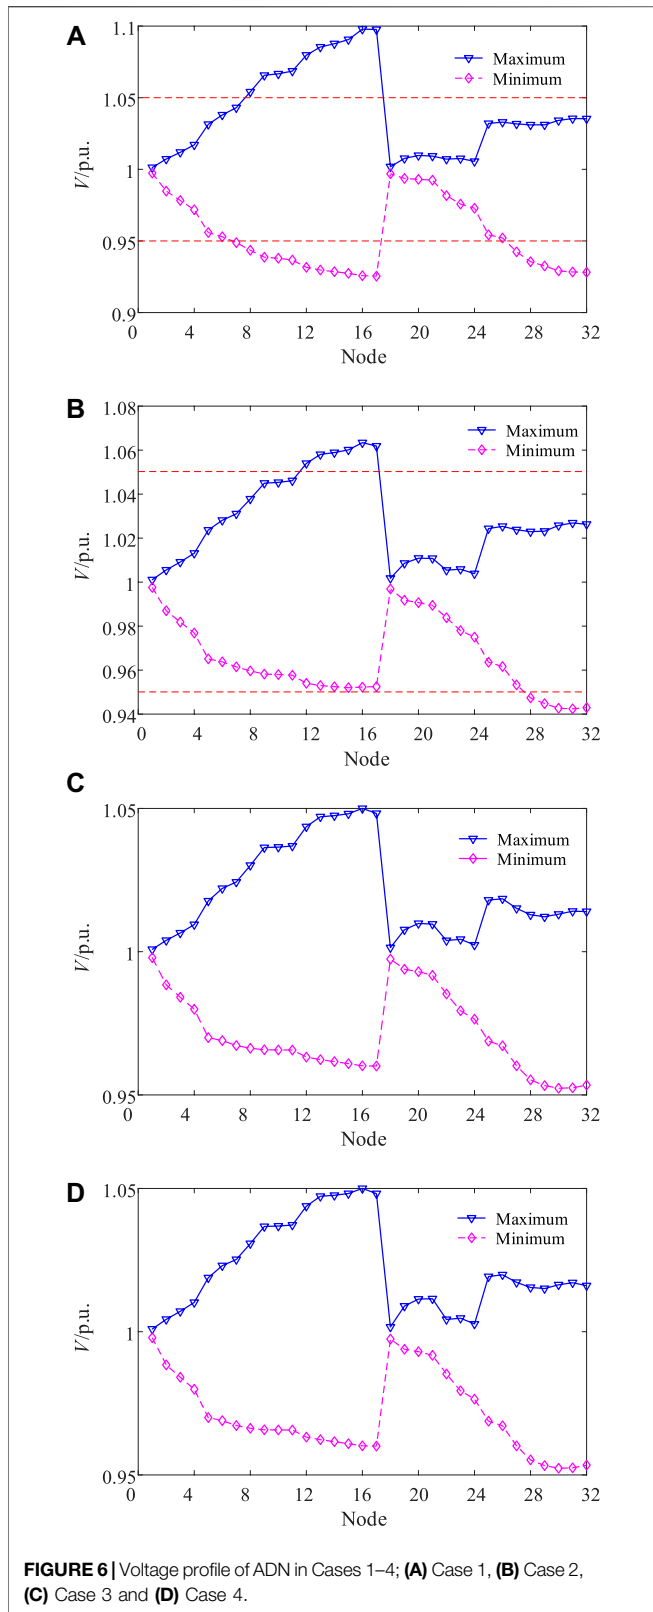 A
1.1
Maximum
Minimum
1.05
1
0.95
0.9
V/p.u.
0 4 8 12 16 20 24 28 32
Node
B
1.08
Maximum
1.06
Minimum
1.04
1.02
1
0.98
0.96
0.94
V/p.u.
0 4 8 12 16 20 24 28 32
Node
C
1.05
Maximum
Minimum
1
0.95
V/p.u.
0 4 8 12 16 20 24 28 32
Node
D
1.05
Maximum
Minimum
1
0.95
V/p.u.
0 4 8 12 16 20 24 28 32
Node
FIGURE 6 | Voltage profile of ADN in Cases 1–4; (A) Case 1, (B) Case 2,
(C) Case 3 and (D) Case 4.